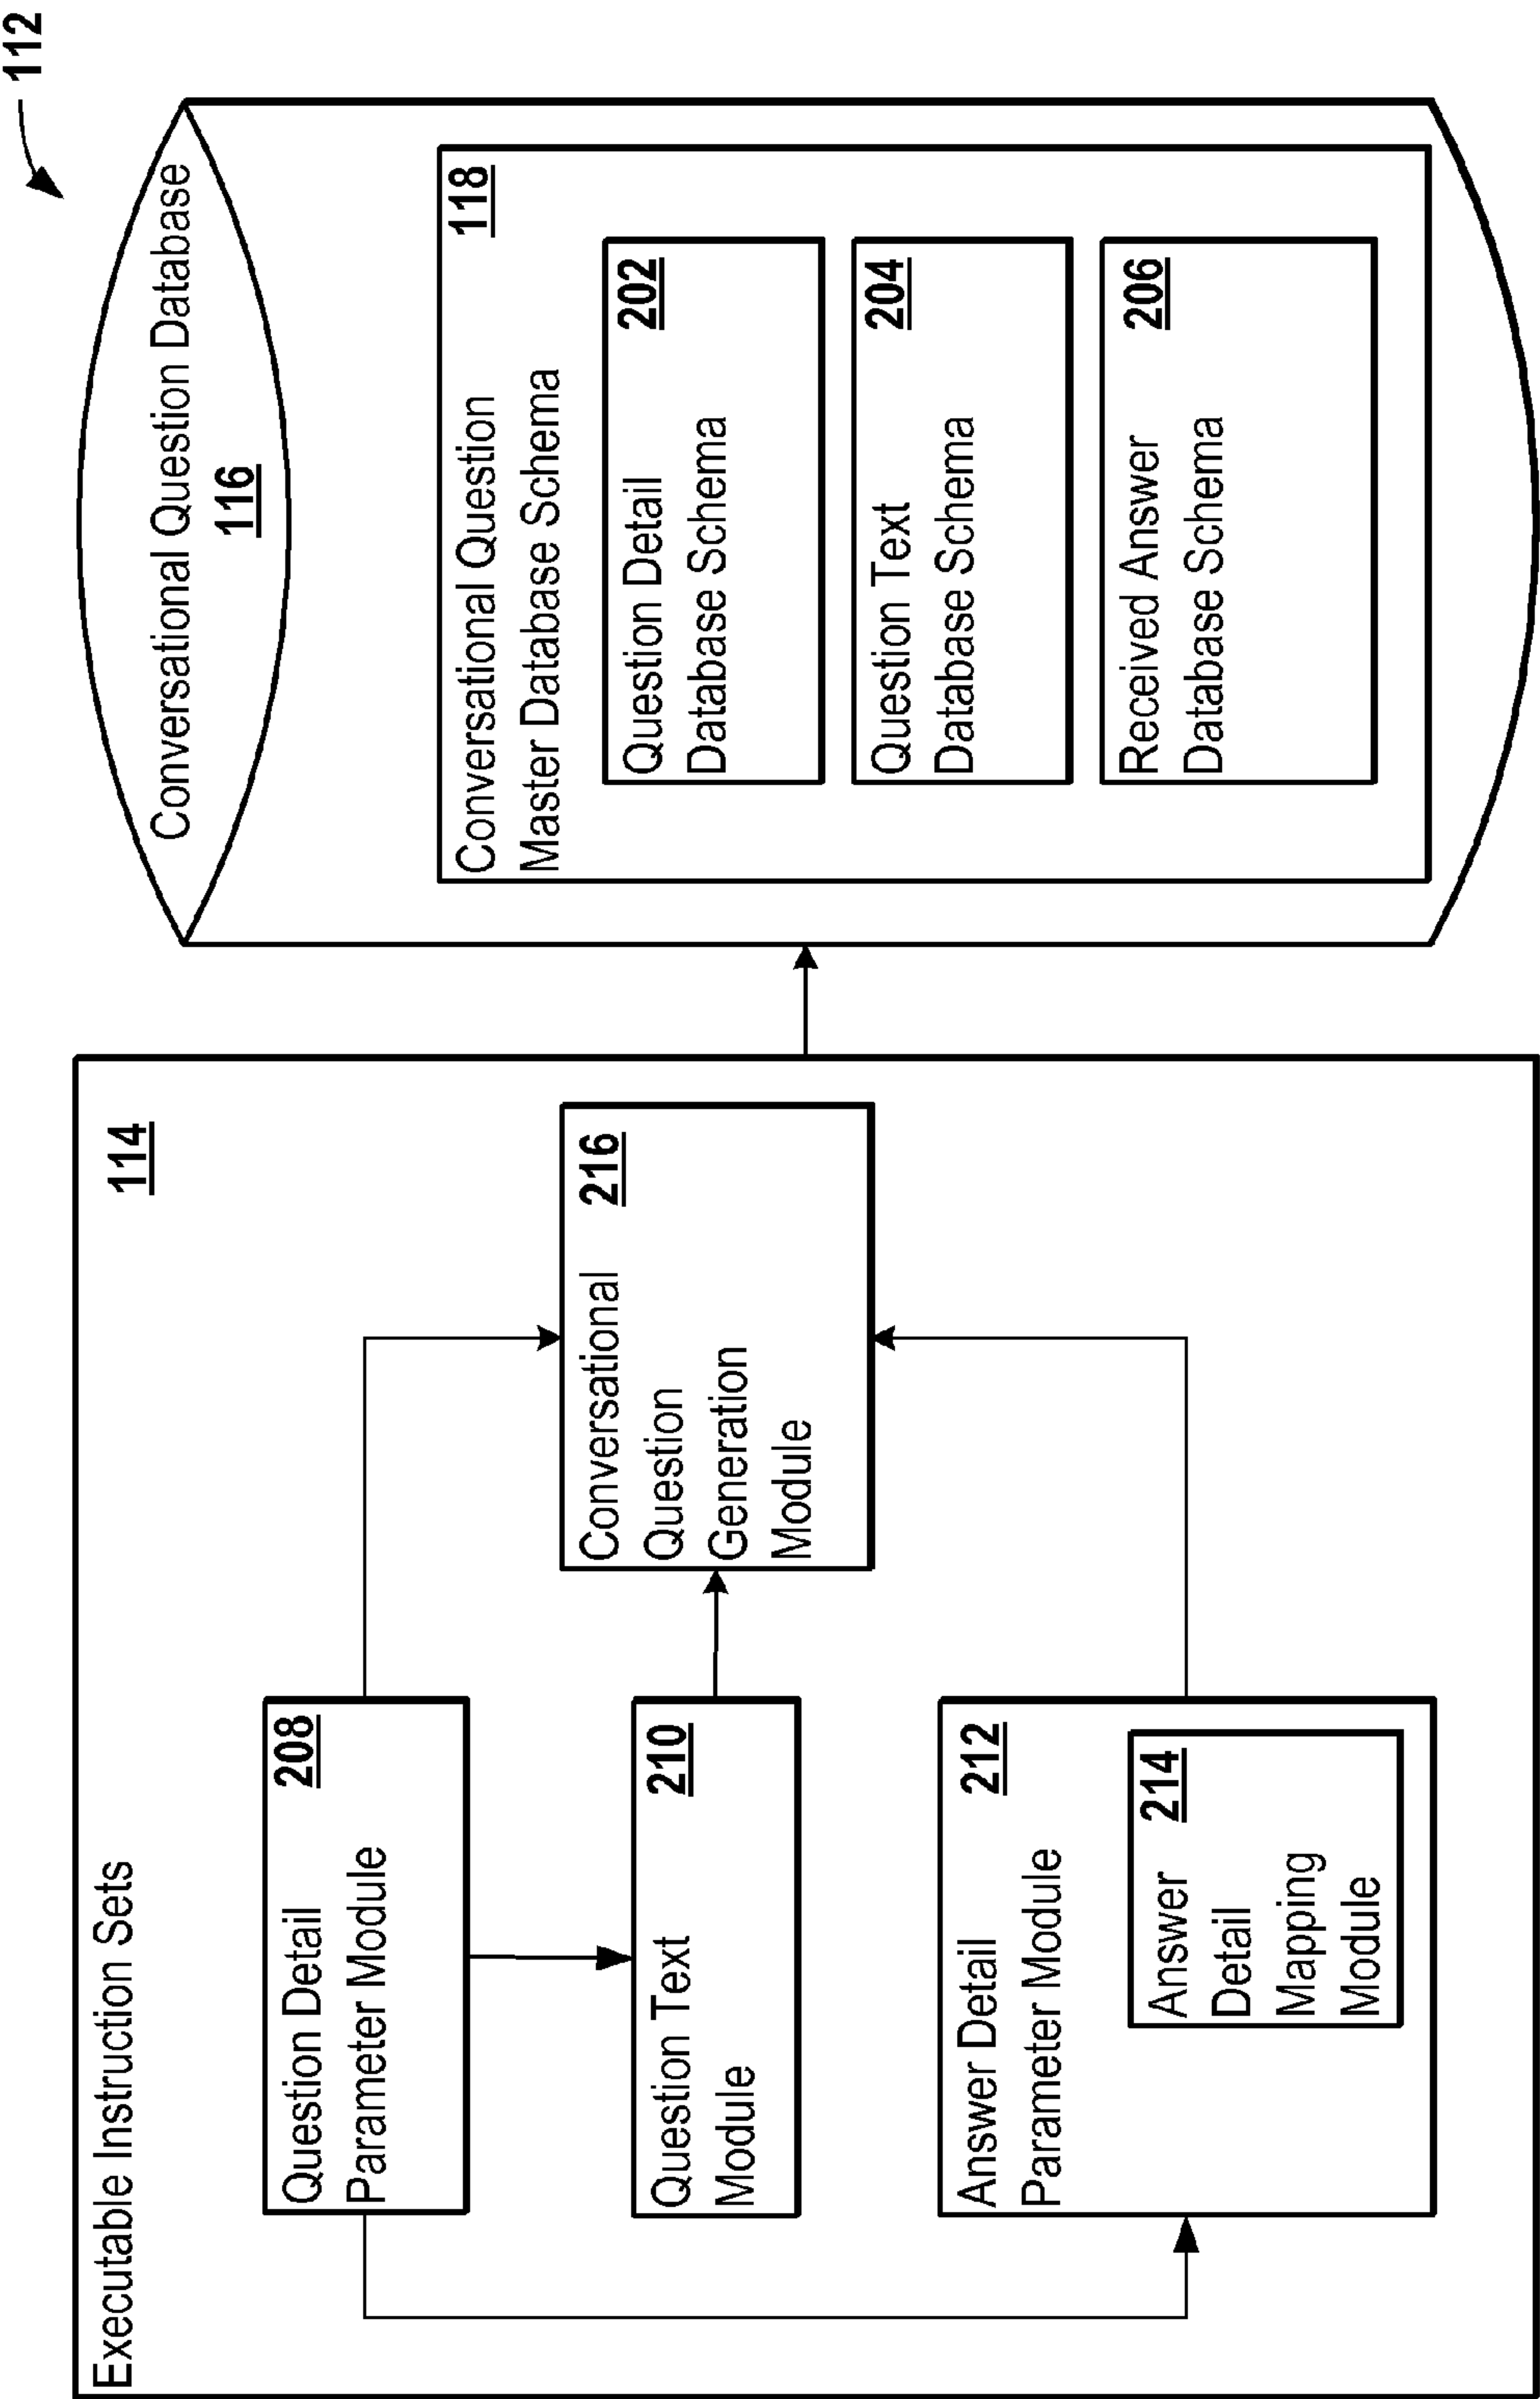 112
Executable Instruction Sets
114
Question Detail
Parameter Module
208
Question Text
Module
210
Answer Detail
Parameter Module
212
Answer
Detail
Mapping
Module
214
Conversational
Question
Generation
Module
216
Conversational Question Database
116
Conversational Question
Master Database Schema
118
Question Detail
Database Schema
202
Question Text
Database Schema
204
Received Answer
Database Schema
206